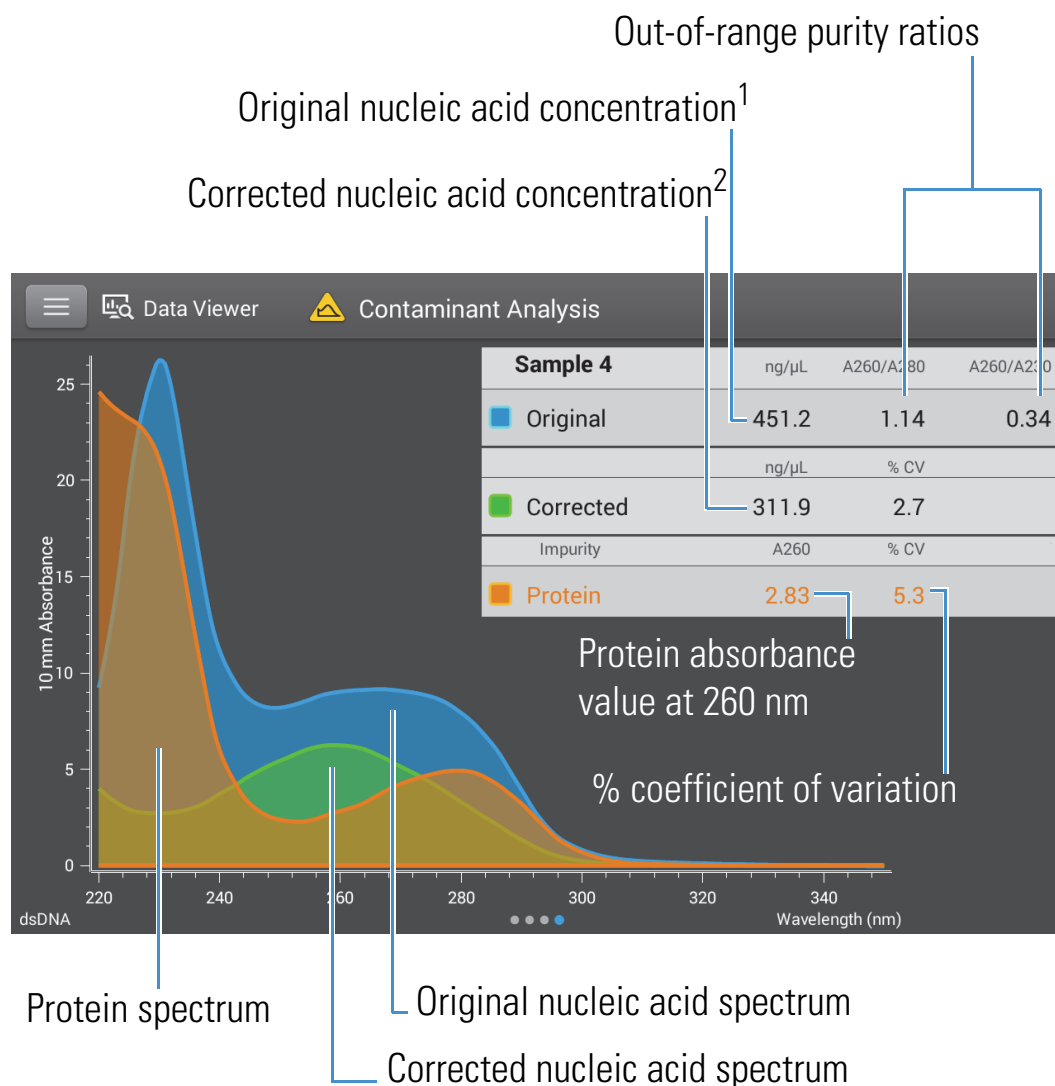 Out-of-range purity ratios
Original nucleic acid concentration1
Corrected nucleic acid concentration2
Data Viewer
Contaminant Analysis
Sample 4 ng/µL A260/A280 A260/A230
Original 451.2 1.14 0.34
ng/µL % CV
Corrected 311.9 2.7
Impurity A260 % CV
Protein 2.83 5.3
Protein absorbance
value at 260 nm
% coefficient of variation
10 mm Absorbance
25
20
15
10
5
0
220 240 260 280 300 320 340
dsDNA
Wavelength (nm)
Protein spectrum
Original nucleic acid spectrum
Corrected nucleic acid spectrum